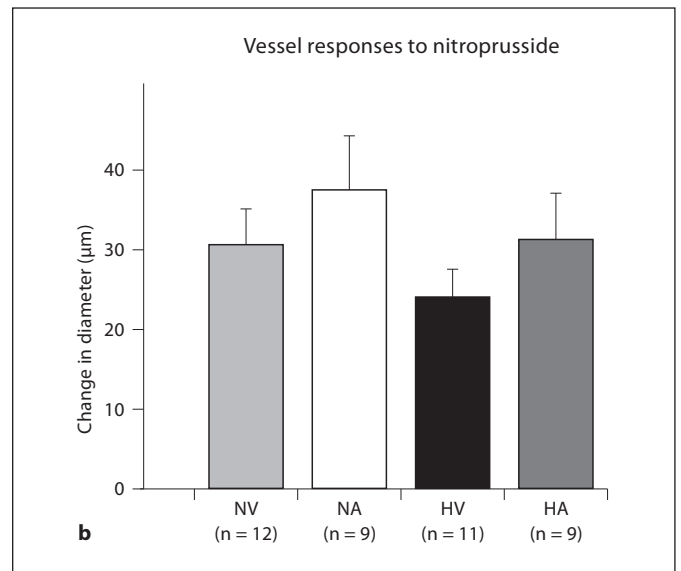 Vessel responses to nitroprusside
Change in diameter (µm)
40
30
20
10
0
NV NA HV HA
(n = 12) (n = 9) (n = 11) (n = 9)
b